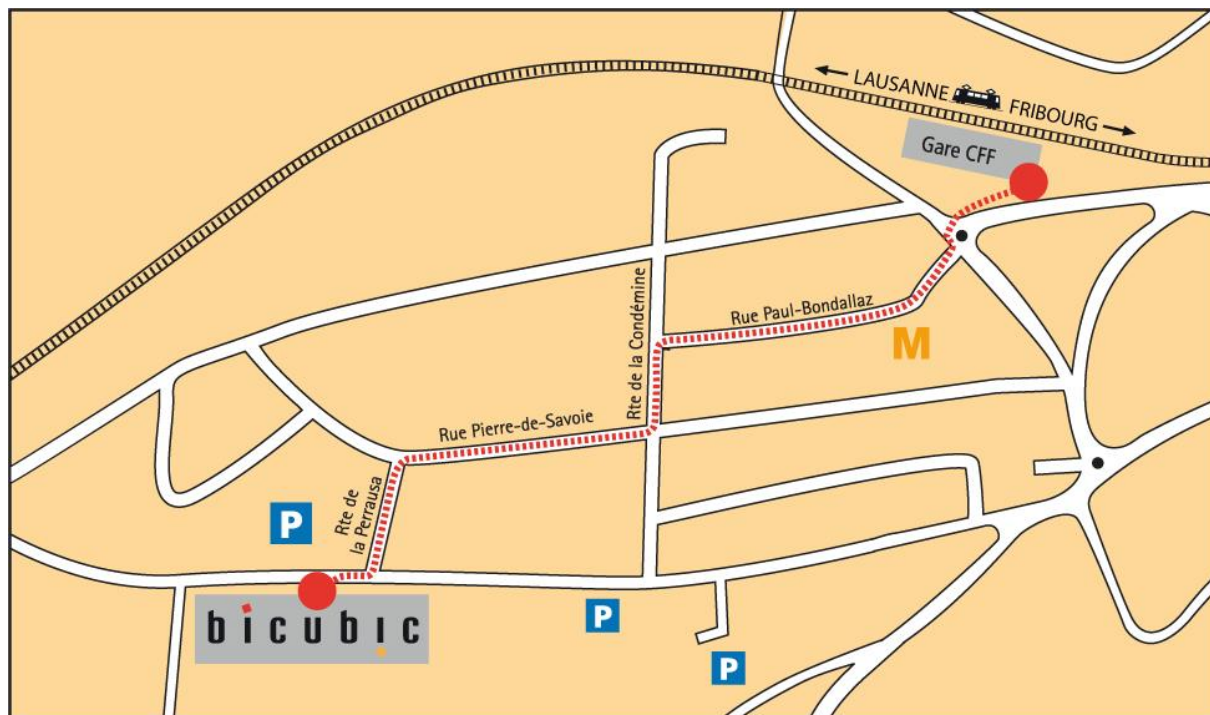 LAUSANNE
FRIBOURG
Gare CFF
Rte de la Condémine
Rue Paul-Bondallaz
M
Rue Pierre-de-Savoie
Rte de
la Perrausa
P
bicubic
P
P